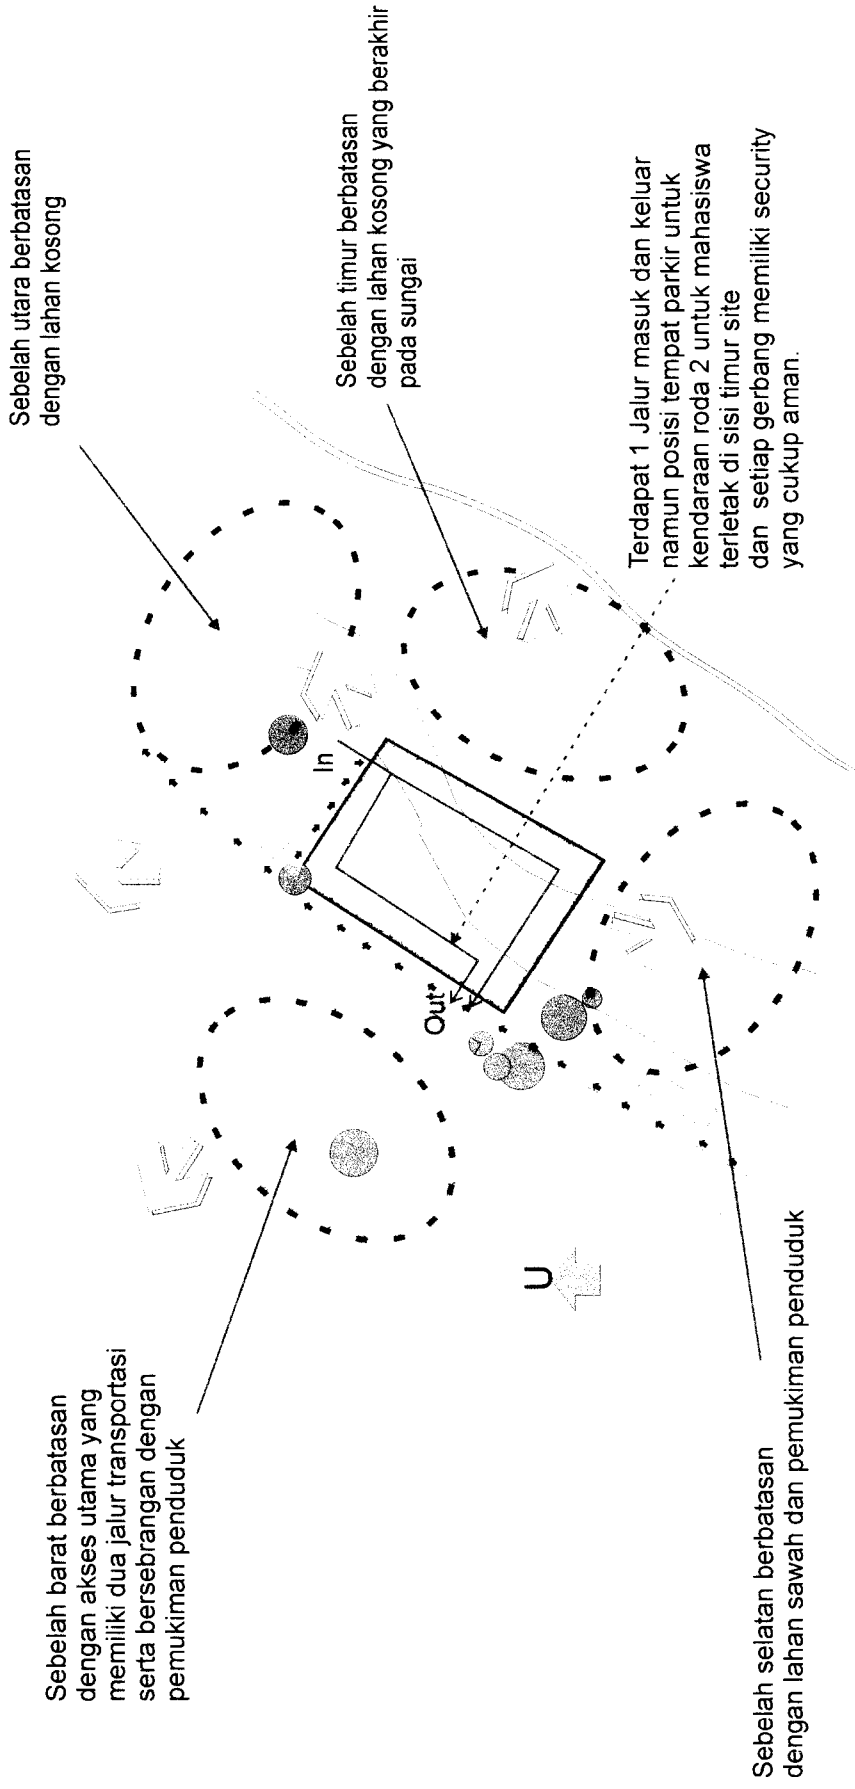 Sebelah barat berbatasan
dengan akses utama yang
memiliki dua jalur transportasi
serta bersebrangan dengan
pemukiman penduduk
Sebelah utara berbatasan
dengan lahan kosong
Sebelah timur berbatasan
dengan lahan kosong yang berakhir
pada sungai
In
Out
U
Terdapat 1 Jalur masuk dan keluar
namun posisi tempat parkir untuk
kendaraan roda 2 untuk mahasiswa
terletak di sisi timur site
dan setiap gerbang memiliki security
yang cukup aman.
Sebelah selatan berbatasan
dengan lahan sawah dan pemukiman penduduk